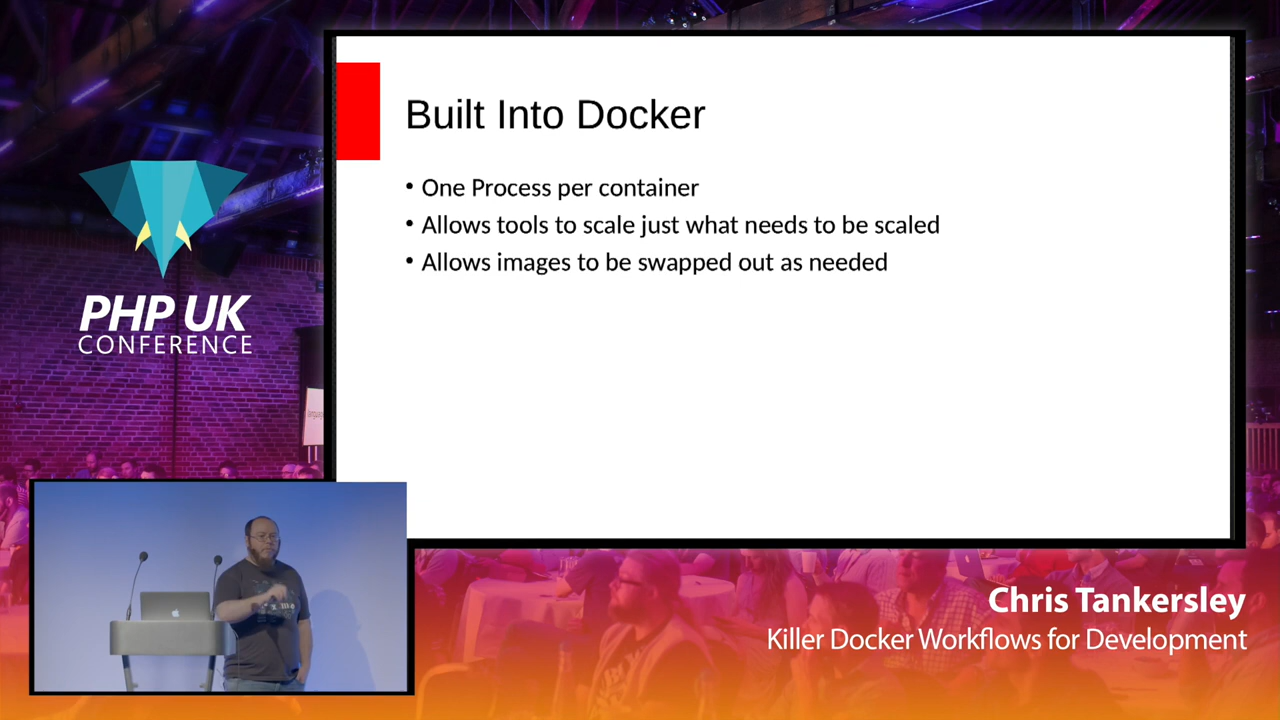 Built Into Docker
• One Process per container
• Allows tools to scale just what needs to be scaled
• Allows images to be swapped out as needed
PHP UK
CONFERENCE
Chris Tankersley
Killer Docker Workflows for Development